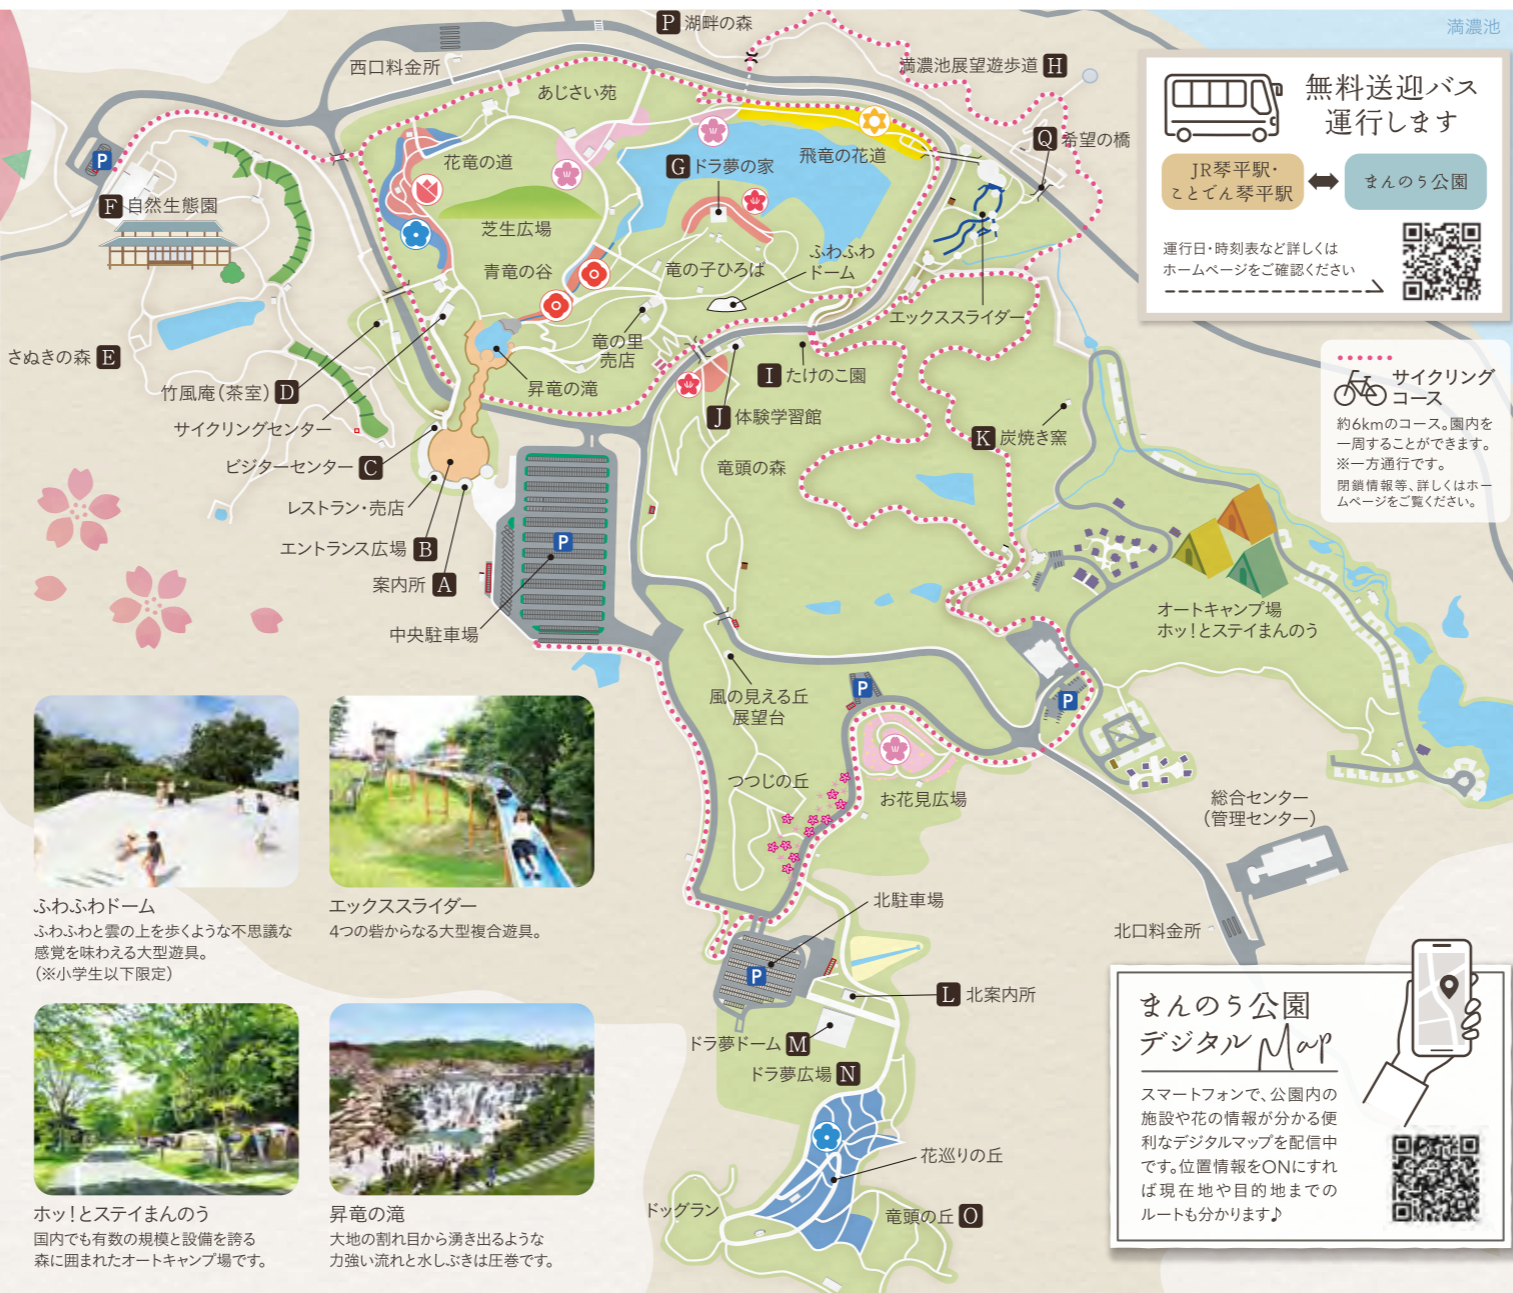 P 湖畔の森
満濃池
西口料金所
満濃池展望遊歩道 H
あじさい苑
Q 希望の橋
花竜の道
G ドラ夢の家
飛竜の花道
P
F 自然生態園
芝生広場
青竜の谷
竜の子ひろば
ふわふわ
ドーム
エックススライダー
さぬきの森 E
竜の里
売店
竹風庵(茶室) D
昇竜の滝
I たけのこ園
サイクリングセンター
J 体験学習館
K 炭焼き窯
ビジターセンター C
竜頭の森
レストラン・売店
エントランス広場 B
P
案内所 A
中央駐車場
オートキャンプ場
ホッ!とステイまんのう
風の見える丘
展望台
P
P
つつじの丘
お花見広場
総合センター
(管理センター)
北駐車場
北口料金所
P
L 北案内所
ドラ夢ドーム M
ドラ夢広場 N
花巡りの丘
ドッグラン
竜頭の丘 O
無料送迎バス
運行します
JR琴平駅・
ことでん琴平駅
まんのう公園
運行日・時刻表など詳しくは
ホームページをご確認ください
サイクリング
コース
約6kmのコース。園内を
一周することができます。
※一方通行です。
閉鎖情報等、詳しくはホー
ムページをご覧ください。
ふわふわドーム
ふわふわと雲の上を歩くような不思議な
感覚を味わえる大型遊具。
(※小学生以下限定)
エックススライダー
4つの砦からなる大型複合遊具。
ホッ!とステイまんのう
国内でも有数の規模と設備を誇る
森に囲まれたオートキャンプ場です。
昇竜の滝
大地の割れ目から湧き出るような
力強い流れと水しぶきは圧巻です。
まんのう公園
デジタル Map
スマートフォンで、公園内の
施設や花の情報が分かる便
利なデジタルマップを配信中
です。位置情報をONにすれ
ば現在地や目的地までの
ルートも分かります♪